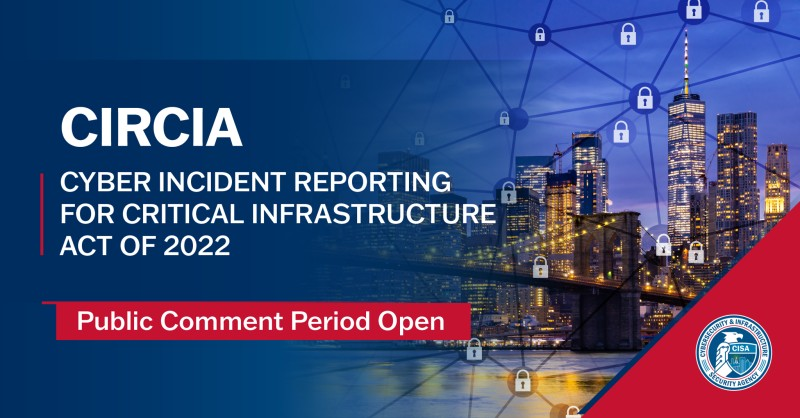 CIRCIA
CYBER INCIDENT REPORTING
FOR CRITICAL INFRASTRUCTURE
ACT OF 2022
Public Comment Period Open
CYBERSECURITY & INFRASTRUCTURE
CISA
SECURITY AGENCY